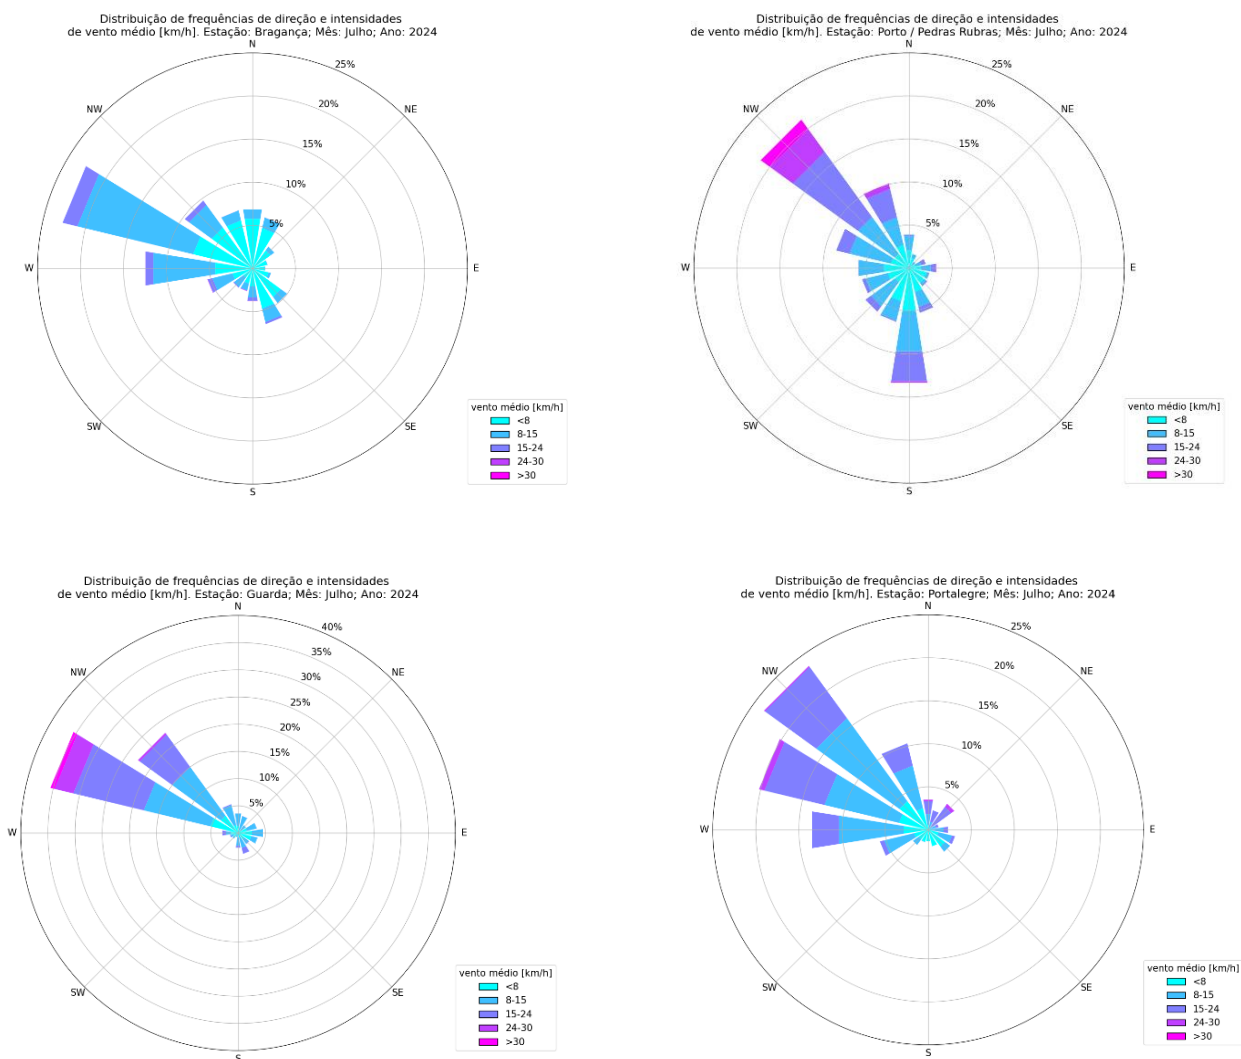 Distribuição de frequências de direção e intensidades
de vento médio [km/h]. Estação: Bragança; Mês: Julho; Ano: 2024
N
25%
NW
20%
NE
15%
10%
5%
W
E
SW
SE
S
vento médio [km/h]
<8
8-15
15-24
24-30
>30
Distribuição de frequências de direção e intensidades
de vento médio [km/h]. Estação: Porto / Pedras Rubras; Mês: Julho; Ano: 2024
N
25%
NW
20%
NE
15%
10%
5%
W
E
SW
SE
S
vento médio [km/h]
<8
8-15
15-24
24-30
>30
Distribuição de frequências de direção e intensidades
de vento médio [km/h]. Estação: Guarda; Mês: Julho; Ano: 2024
N
40%
35%
NW
30%
NE
25%
20%
15%
10%
5%
W
E
SW
SE
S
vento médio [km/h]
<8
8-15
15-24
24-30
>30
Distribuição de frequências de direção e intensidades
de vento médio [km/h]. Estação: Portalegre; Mês: Julho; Ano: 2024
N
25%
NW
20%
NE
15%
10%
5%
W
E
SW
SE
S
vento médio [km/h]
<8
8-15
15-24
24-30
>30